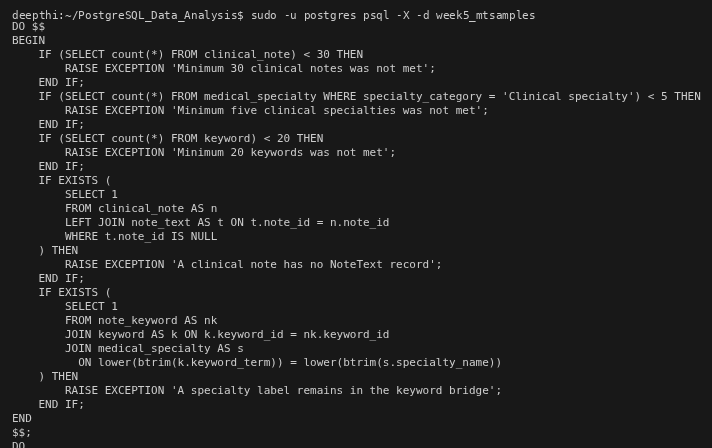 deepthi:~/PostgreSQL_Data_Analysis$ sudo -u postgres psql -X -d week5_mtsamples
DO $$
BEGIN
    IF (SELECT count(*) FROM clinical_note) < 30 THEN
        RAISE EXCEPTION 'Minimum 30 clinical notes was not met';
    END IF;
    IF (SELECT count(*) FROM medical_specialty WHERE specialty_category = 'Clinical specialty') < 5 THEN
        RAISE EXCEPTION 'Minimum five clinical specialties was not met';
    END IF;
    IF (SELECT count(*) FROM keyword) < 20 THEN
        RAISE EXCEPTION 'Minimum 20 keywords was not met';
    END IF;
    IF EXISTS (
        SELECT 1
        FROM clinical_note AS n
        LEFT JOIN note_text AS t ON t.note_id = n.note_id
        WHERE t.note_id IS NULL
    ) THEN
        RAISE EXCEPTION 'A clinical note has no NoteText record';
    END IF;
    IF EXISTS (
        SELECT 1
        FROM note_keyword AS nk
        JOIN keyword AS k ON k.keyword_id = nk.keyword_id
        JOIN medical_specialty AS s
          ON lower(btrim(k.keyword_term)) = lower(btrim(s.specialty_name))
    ) THEN
        RAISE EXCEPTION 'A specialty label remains in the keyword bridge';
    END IF;
END
$$;
DO